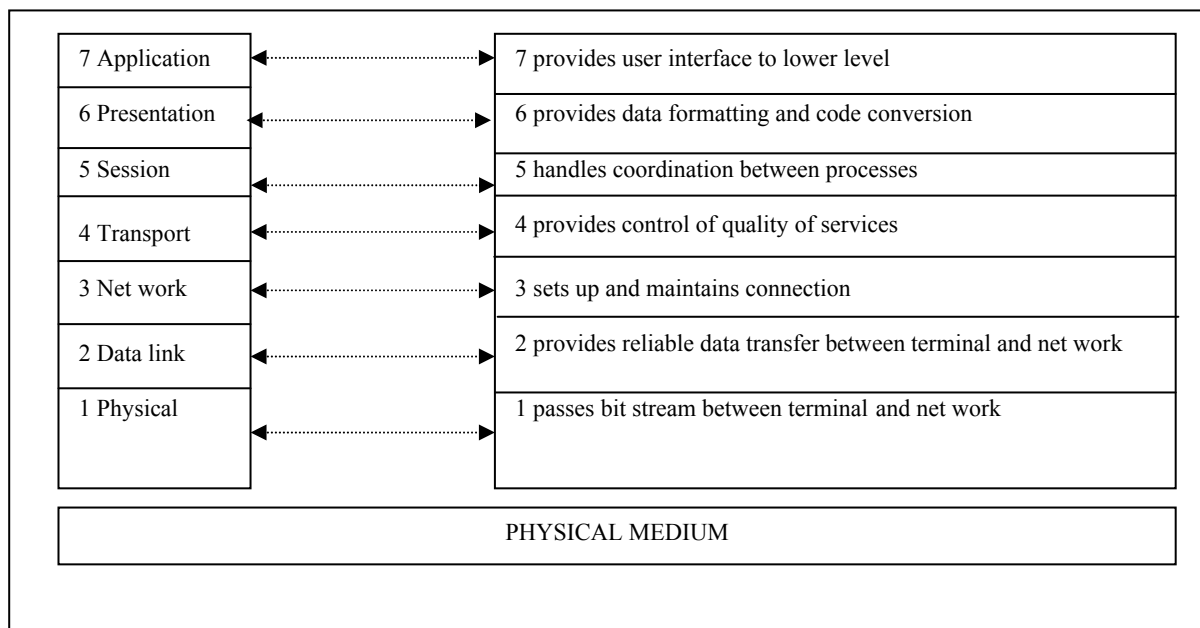 7 Application
7 provides user interface to lower level
6 Presentation
6 provides data formatting and code conversion
5 Session
5 handles coordination between processes
4 Transport
4 provides control of quality of services
3 Net work
3 sets up and maintains connection
2 Data link
2 provides reliable data transfer between terminal and net work
1 Physical
1 passes bit stream between terminal and net work
PHYSICAL MEDIUM